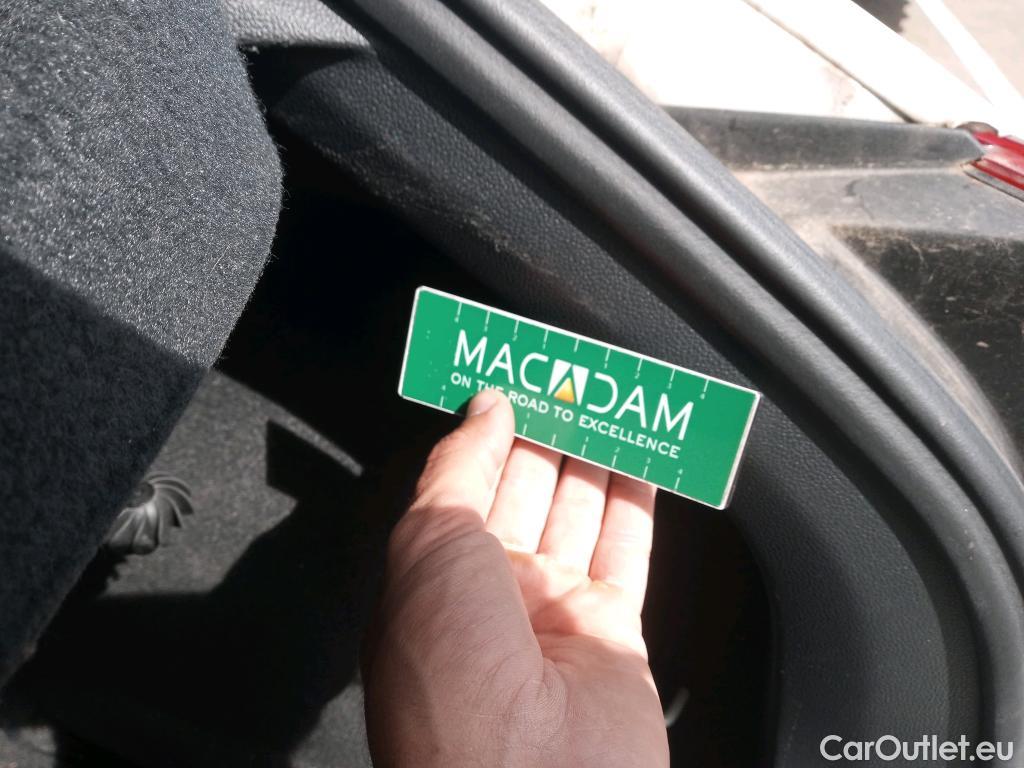 MACADAM
ON THE ROAD TO EXCELLENCE
CarOutlet.eu